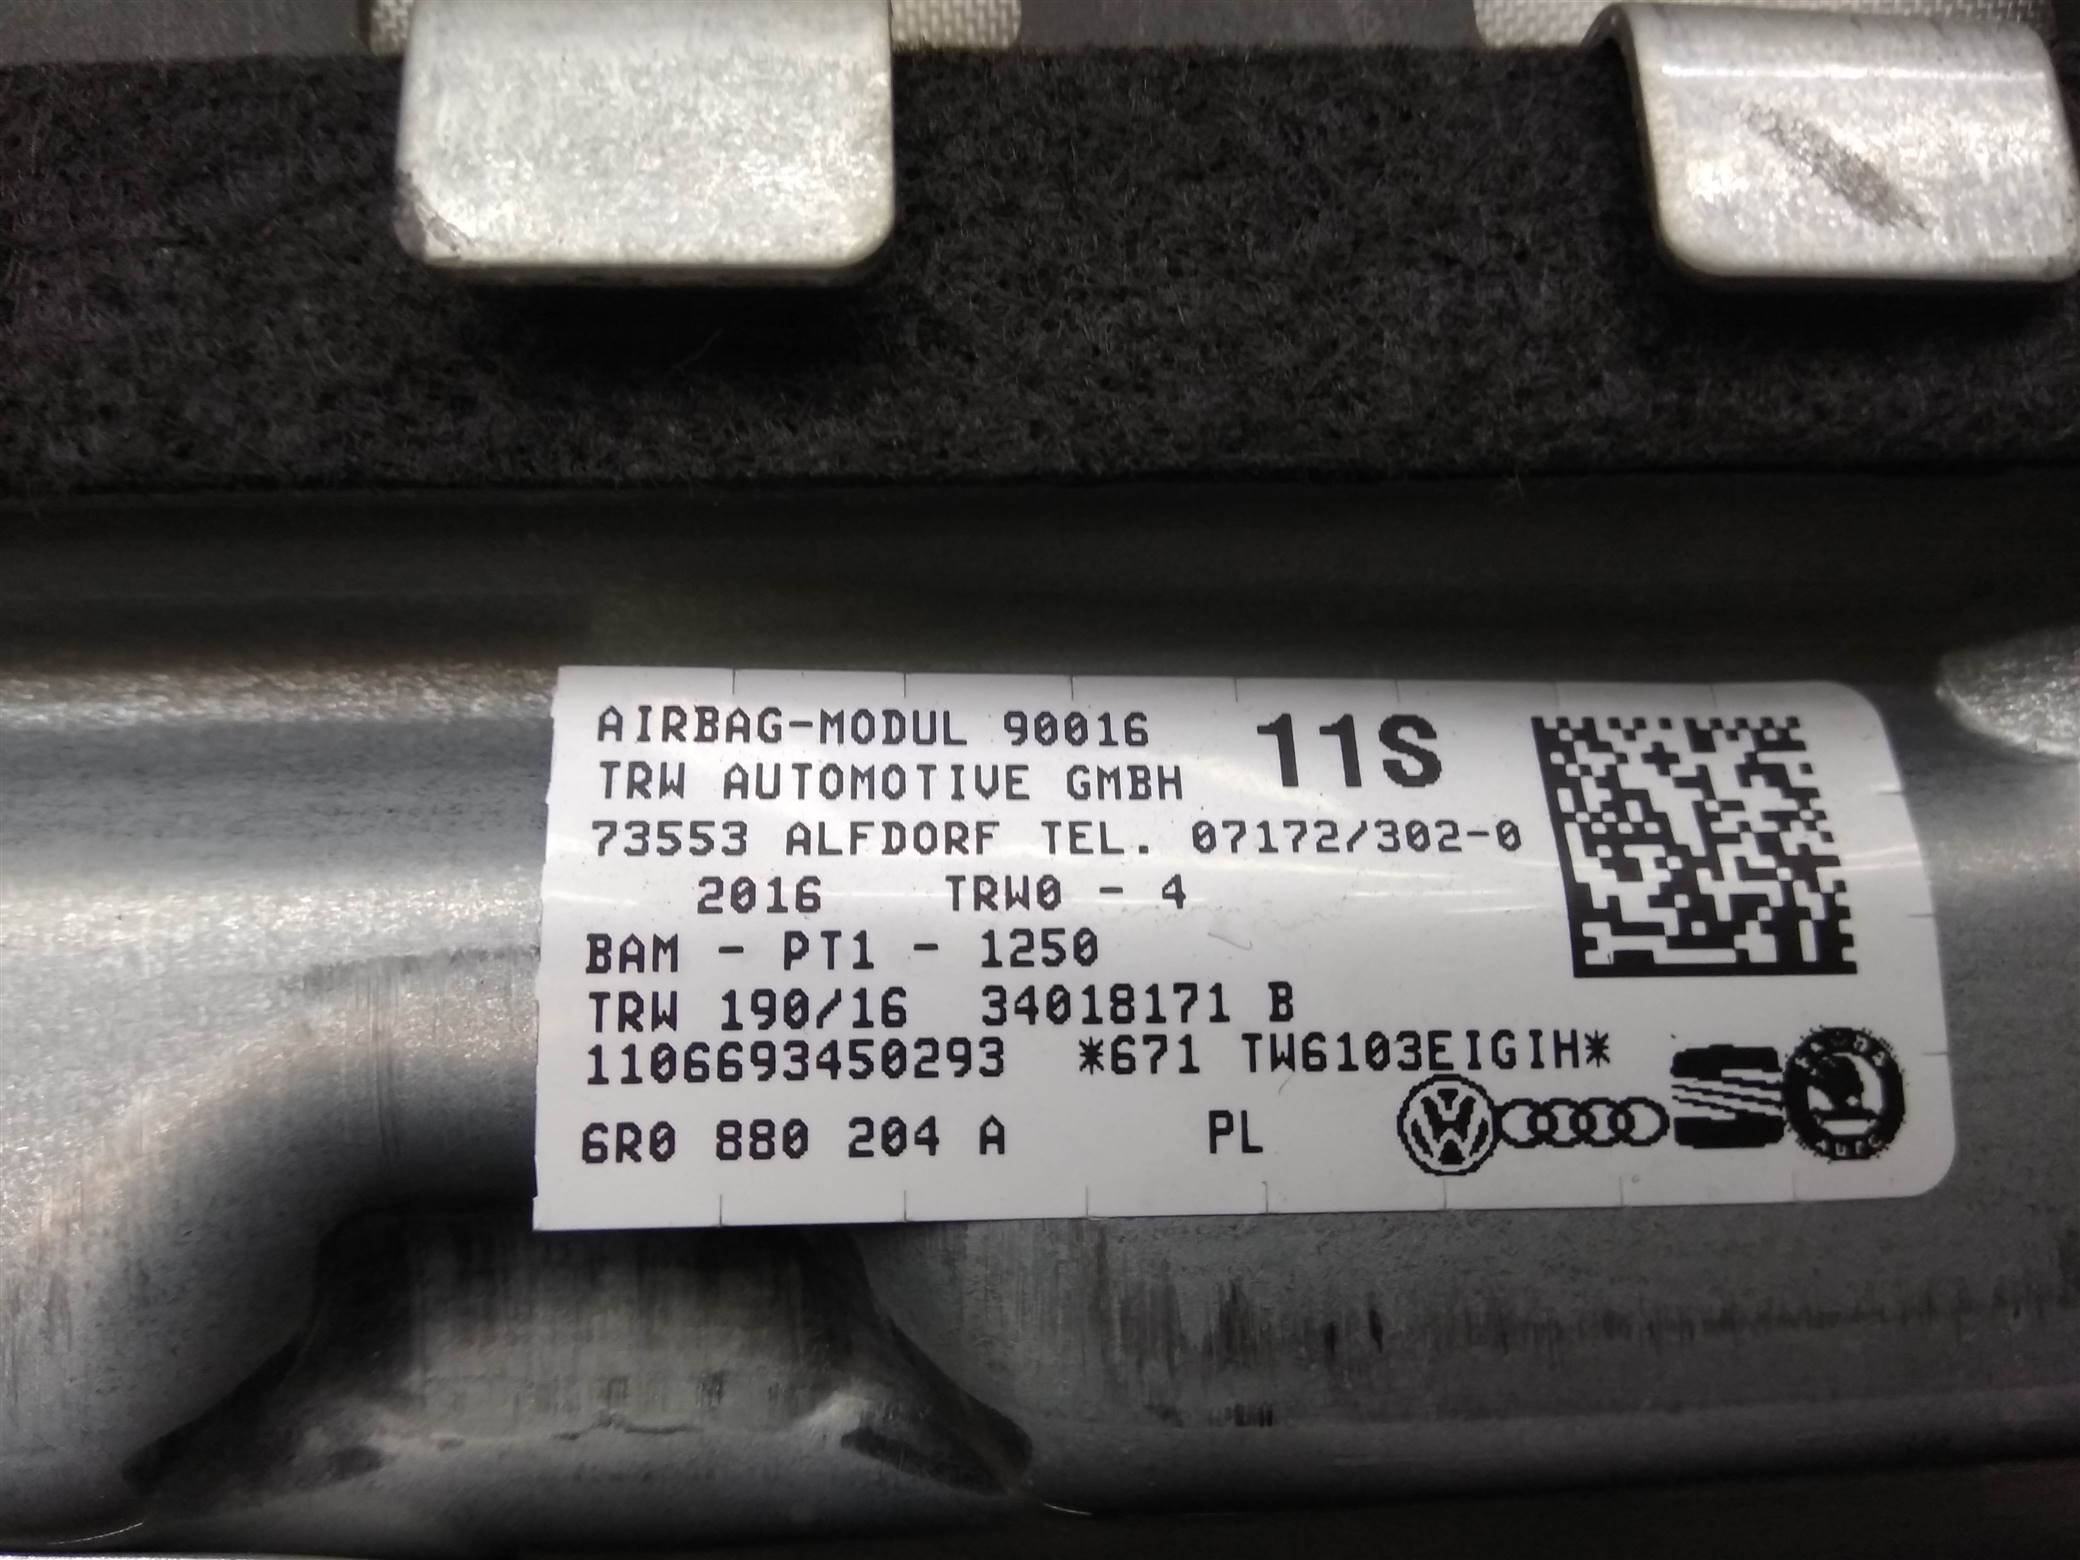 AIRBAG-MODUL 90016 11S
TRW AUTOMOTIVE GMBH
73553 ALFDORF TEL. 07172/302-0
2016 TRW0 - 4
BAM - PT1 - 1250
TRW 190/16 34018171 B
1106693450293 *671 TW6103EIGIH*
6R0 880 204 A PL